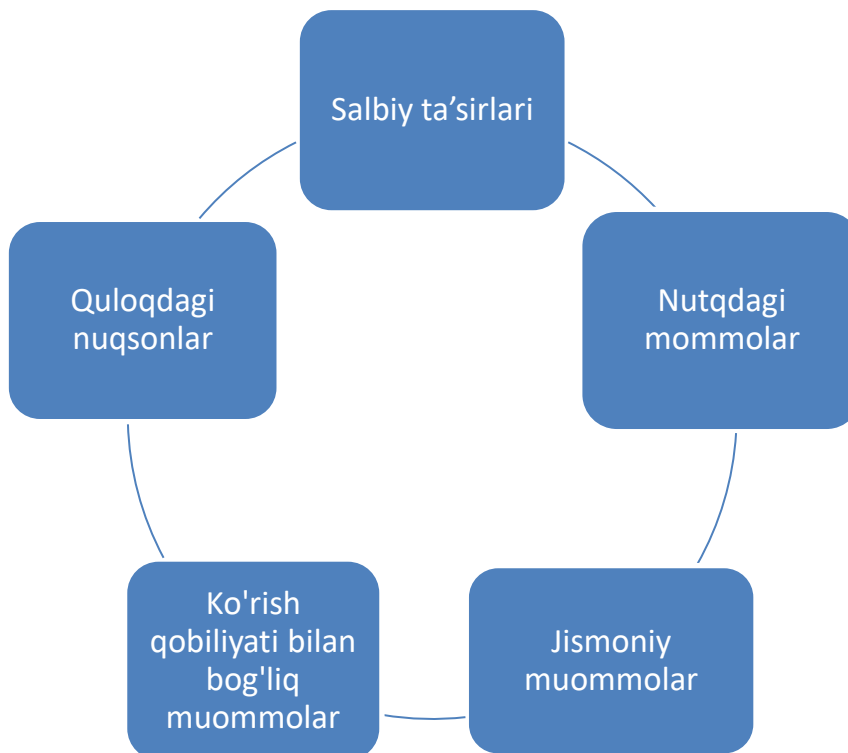 Salbiy ta’sirlari
Nutqdagi
mommolar
Jismoniy
muommolar
Ko'rish
qobiliyati bilan
bog'liq
muommolar
Quloqdagi
nuqsonlar